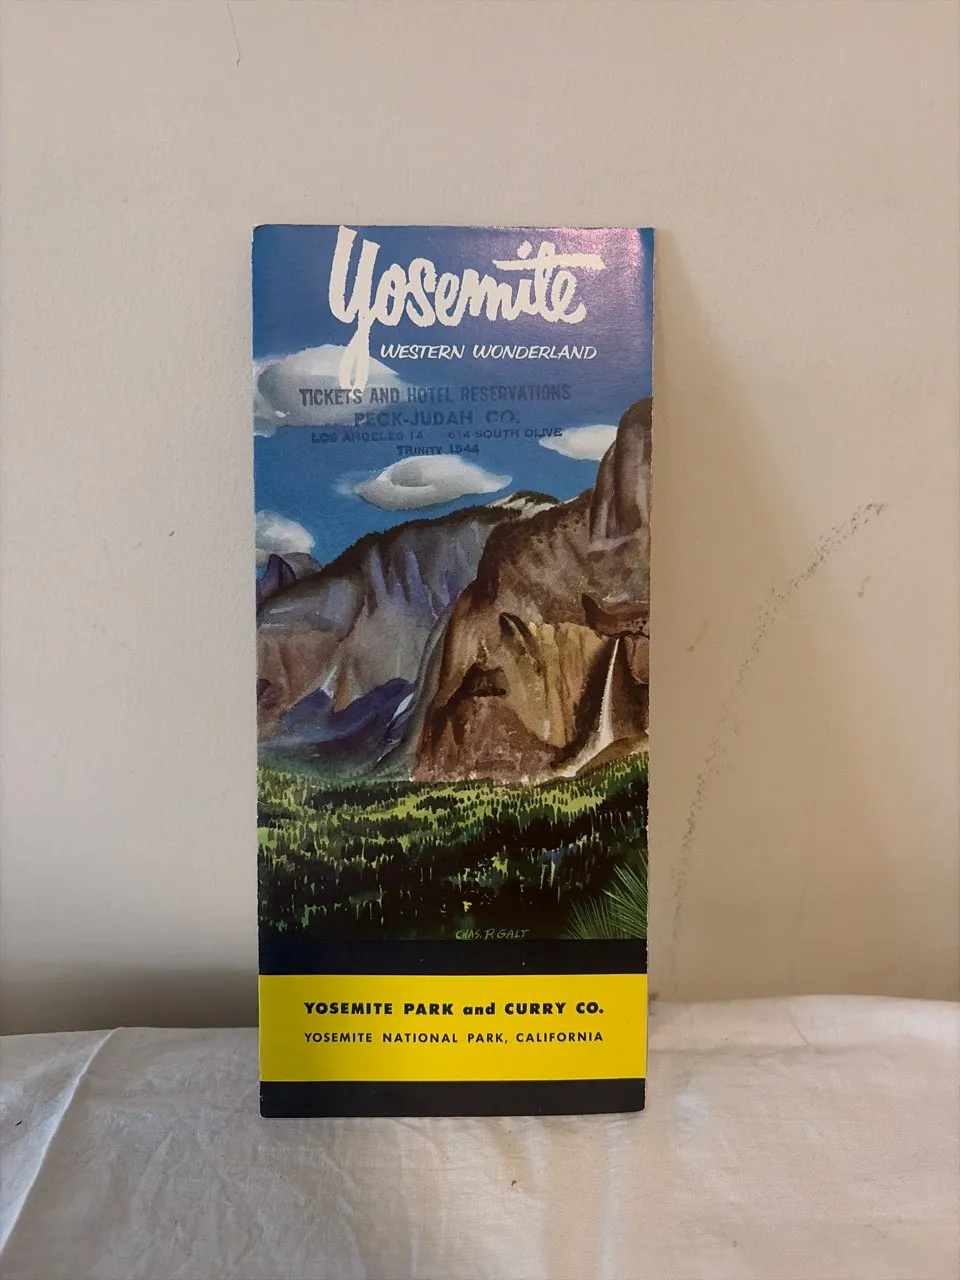 Yosemite
WESTERN WONDERLAND
TICKETS AND HOTEL RESERVATIONS
PECK-JUDAH CO.
LOS ANGELES 14 614 SOUTH OLIVE
TRINITY 1544
CHAS. P. GALT
YOSEMITE PARK and CURRY CO.
YOSEMITE NATIONAL PARK, CALIFORNIA